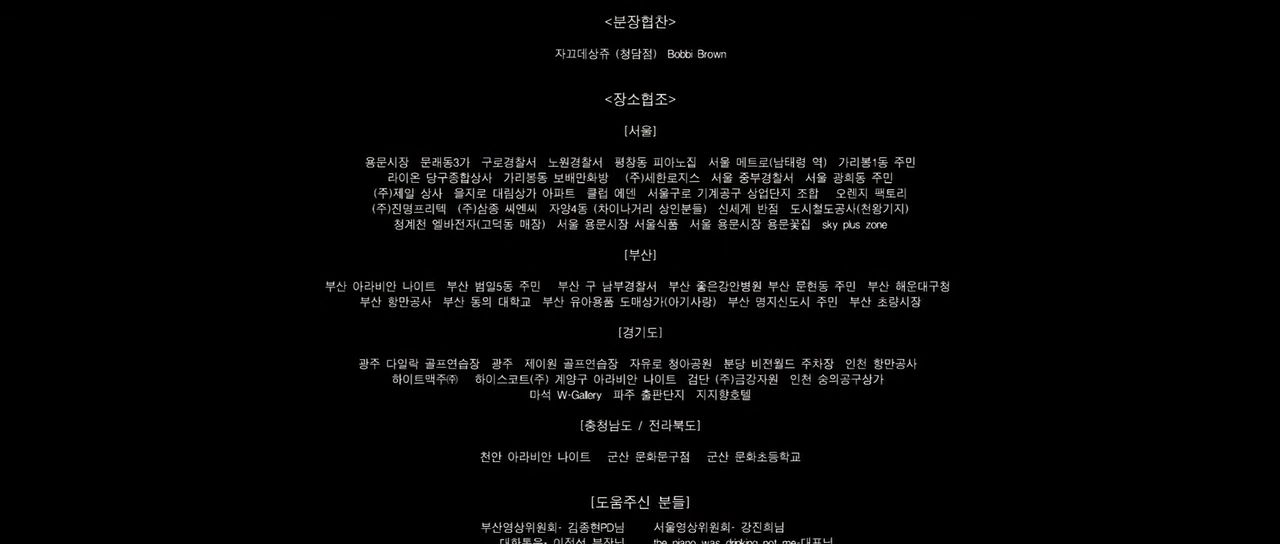 <분장협찬>
자끄데상쥬 (청담점) Bobbi Brown
<장소협조>
[서울]
용문시장 문래동3가 구로경찰서 노원경찰서 평창동 피아노집 서울 메트로(남태령 역) 가리봉1동 주민
라이온 당구종합상사 가리봉동 보배만화방 (주)세한로지스 서울 중부경찰서 서울 광희동 주민
(주)제일 상사 을지로 대림상가 아파트 클럽 에덴 서울구로 기계공구 상업단지 조합 오렌지 팩토리
(주)진명프리텍 (주)삼종 씨엔씨 자양4동 (차이나거리 상인분들) 신세계 반점 도시철도공사(천왕기지)
청계천 엘바전자(고덕동 매장) 서울 용문시장 서울식품 서울 용문시장 용문꽃집 sky plus zone
[부산]
부산 아라비안 나이트 부산 범일5동 주민 부산 구 남부경찰서 부산 좋은강안병원 부산 문현동 주민 부산 해운대구청
부산 항만공사 부산 동의 대학교 부산 유아용품 도매상가(아기사랑) 부산 명지신도시 주민 부산 초량시장
[경기도]
광주 다일락 골프연습장 광주 제이원 골프연습장 자유로 청아공원 분당 비젼월드 주차장 인천 항만공사
하이트맥주㈜ 하이스코트(주) 계양구 아라비안 나이트 검단 (주)금강자원 인천 숭의공구상가
마석 W-Gallery 파주 출판단지 지지향호텔
[충청남도 / 전라북도]
천안 아라비안 나이트 군산 문화문구점 군산 문화초등학교
[도움주신 분들]
부산영상위원회- 김종현PD님 서울영상위원회- 강진희님
the piano was drinking not me-대표님